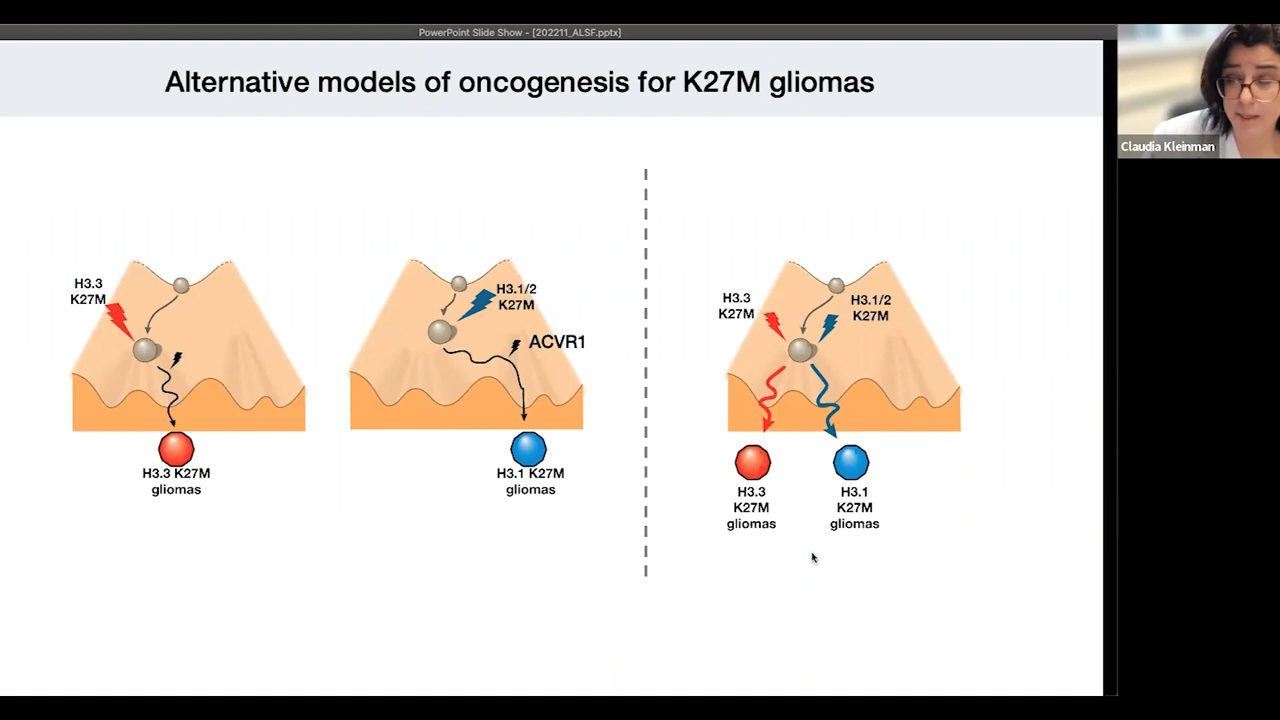 PowerPoint Slide Show - [202211_ALSF.pptx]
Alternative models of oncogenesis for K27M gliomas
Claudia Kleinman
H3.3
K27M
H3.3 K27M
gliomas
H3.1/2
K27M
ACVR1
H3.1 K27M
gliomas
H3.3
K27M
H3.1/2
K27M
H3.3
K27M
gliomas
H3.1
K27M
gliomas